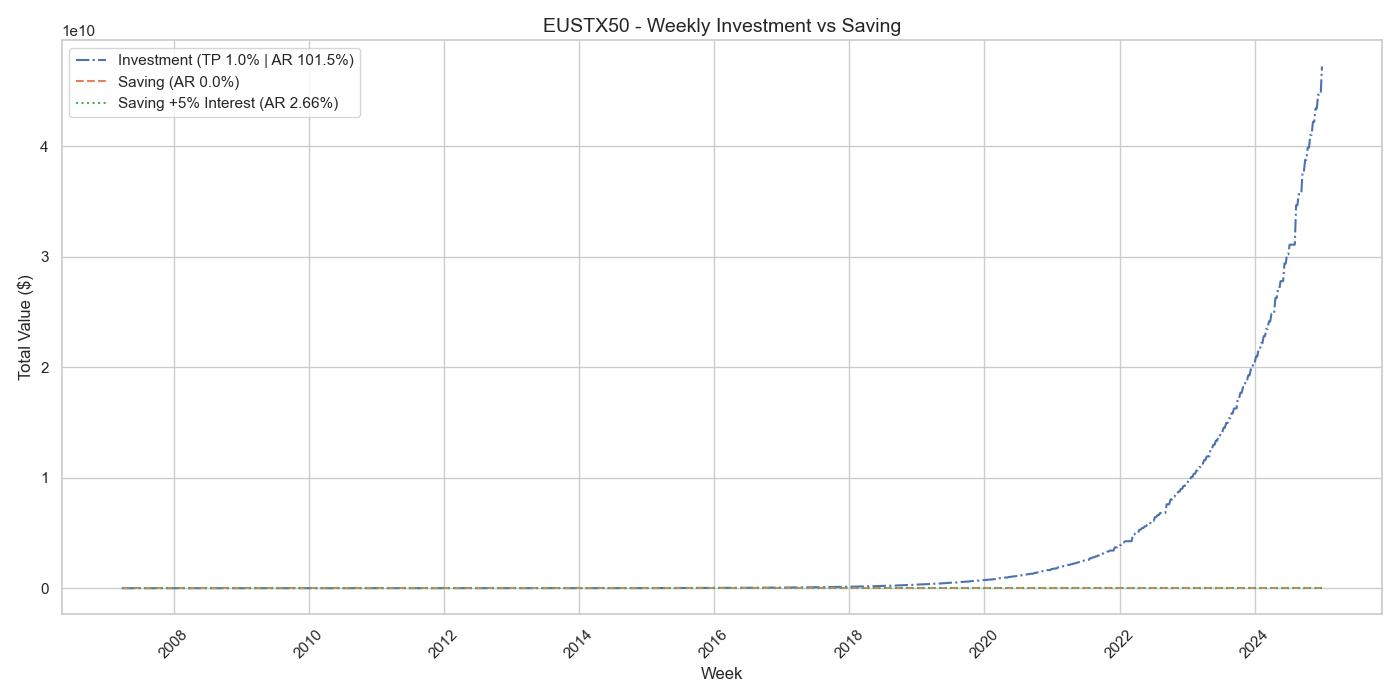 EUSTX50 - Weekly Investment vs Saving
1e10
Investment (TP 1.0% | AR 101.5%)
Saving (AR 0.0%)
Saving +5% Interest (AR 2.66%)
4
3
2
1
0
Total Value ($)
2008
2010
2012
2014
2016
2018
2020
2022
2024
Week